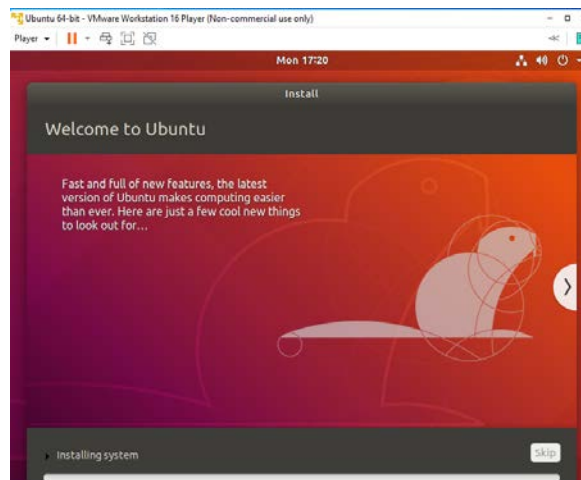 Ubuntu 64-bit - VMware Workstation 16 Player (Non-commercial use only)
Player
Mon 17:20
Install
Welcome to Ubuntu
Fast and full of new features, the latest
version of Ubuntu makes computing easier
than ever. Here are just a few cool new things
to look out for...
Installing system
Skip